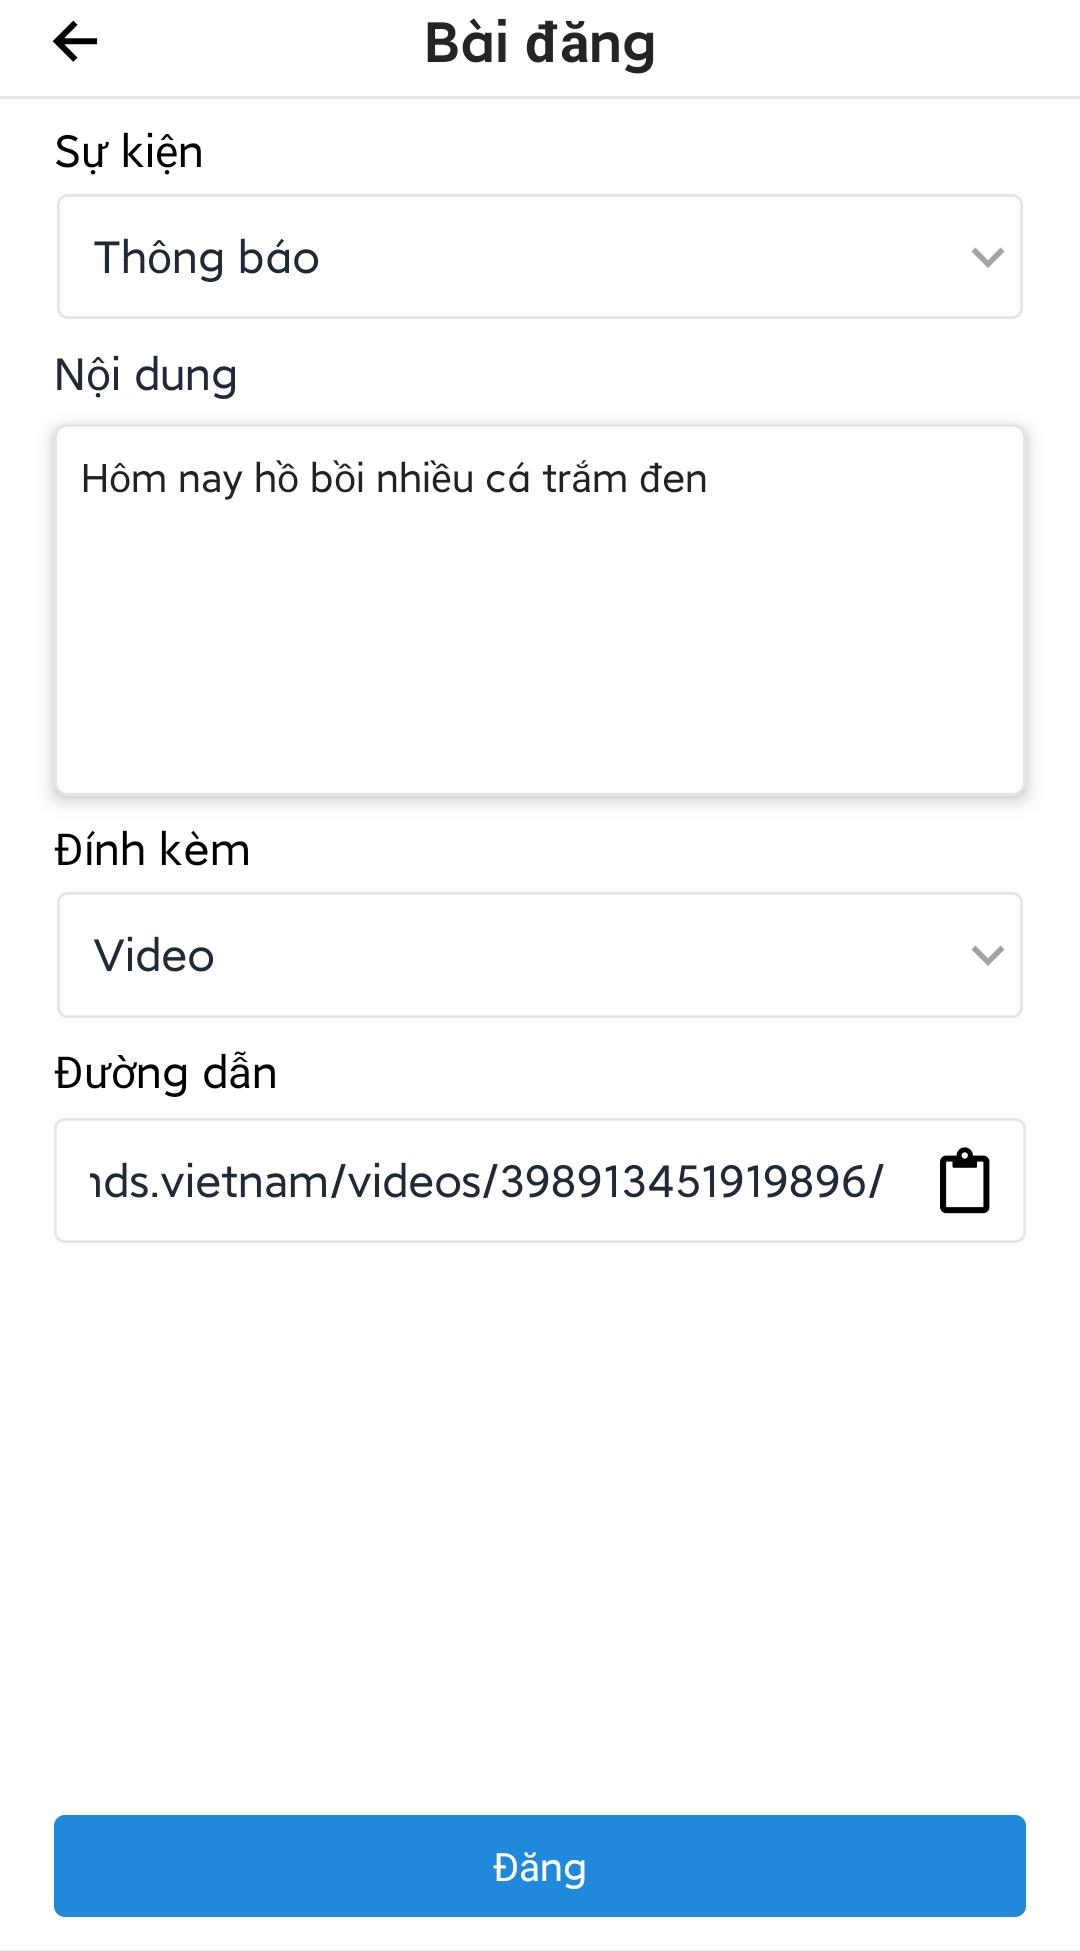 Bài đăng
Sự kiện
Thông báo
Nội dung
Hôm nay hồ bồi nhiều cá trắm đen
Đính kèm
Video
Đường dẫn
nds.vietnam/videos/398913451919896/
Đăng